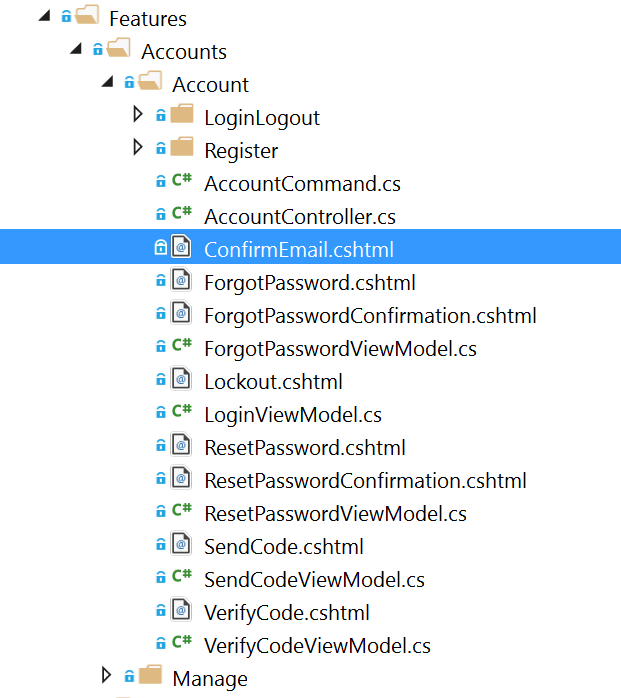 Features
Accounts
Account
LoginLogout
Register
C# AccountCommand.cs
C# AccountController.cs
@ ConfirmEmail.cshtml
@ ForgotPassword.cshtml
@ ForgotPasswordConfirmation.cshtml
C# ForgotPasswordViewModel.cs
@ Lockout.cshtml
C# LoginViewModel.cs
@ ResetPassword.cshtml
@ ResetPasswordConfirmation.cshtml
C# ResetPasswordViewModel.cs
@ SendCode.cshtml
C# SendCodeViewModel.cs
@ VerifyCode.cshtml
C# VerifyCodeViewModel.cs
Manage